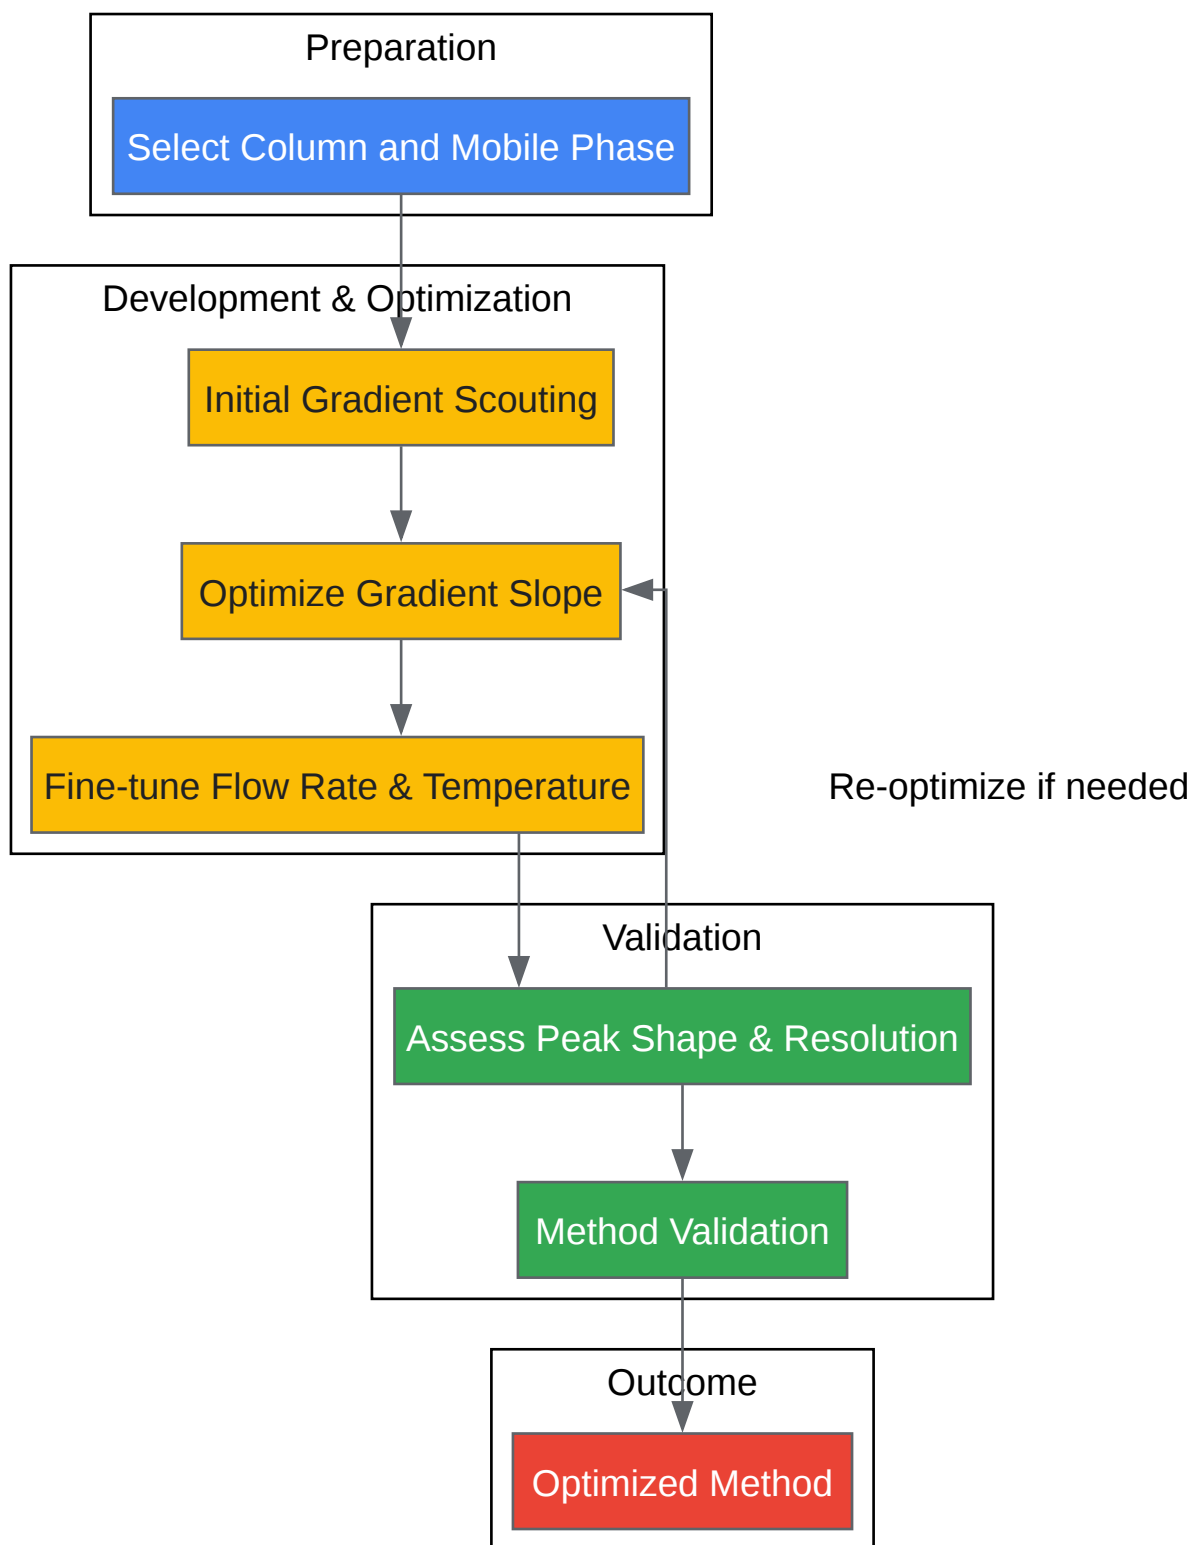 Preparation
Select Column and Mobile Phase
Development & Optimization
Initial Gradient Scouting
Optimize Gradient Slope
Fine-tune Flow Rate & Temperature
Re-optimize if needed
Validation
Assess Peak Shape & Resolution
Method Validation
Outcome
Optimized Method